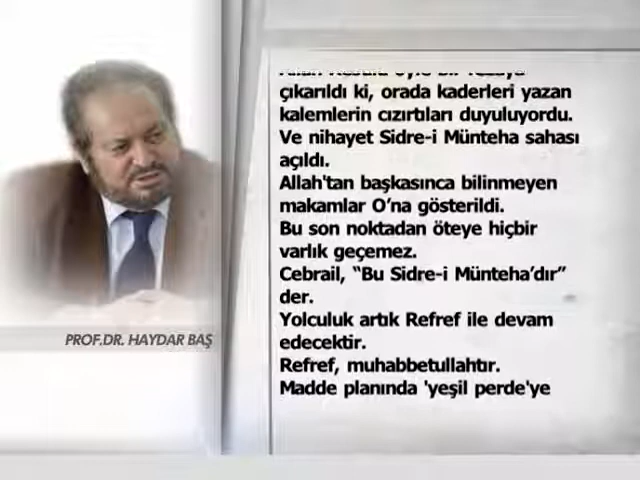 çıkarıldı ki, orada kaderleri yazan
kalemlerin cızırtıları duyuluyordu.
Ve nihayet Sidre-i Münteha sahası
açıldı.
Allah'tan başkasınca bilinmeyen
makamlar O’na gösterildi.
Bu son noktadan öteye hiçbir
varlık geçemez.
Cebrail, “Bu Sidre-i Münteha’dır”
der.
Yolculuk artık Refref ile devam
edecektir.
Refref, muhabbetullahtır.
Madde planında 'yeşil perde'ye
PROF.DR. HAYDAR BAŞ